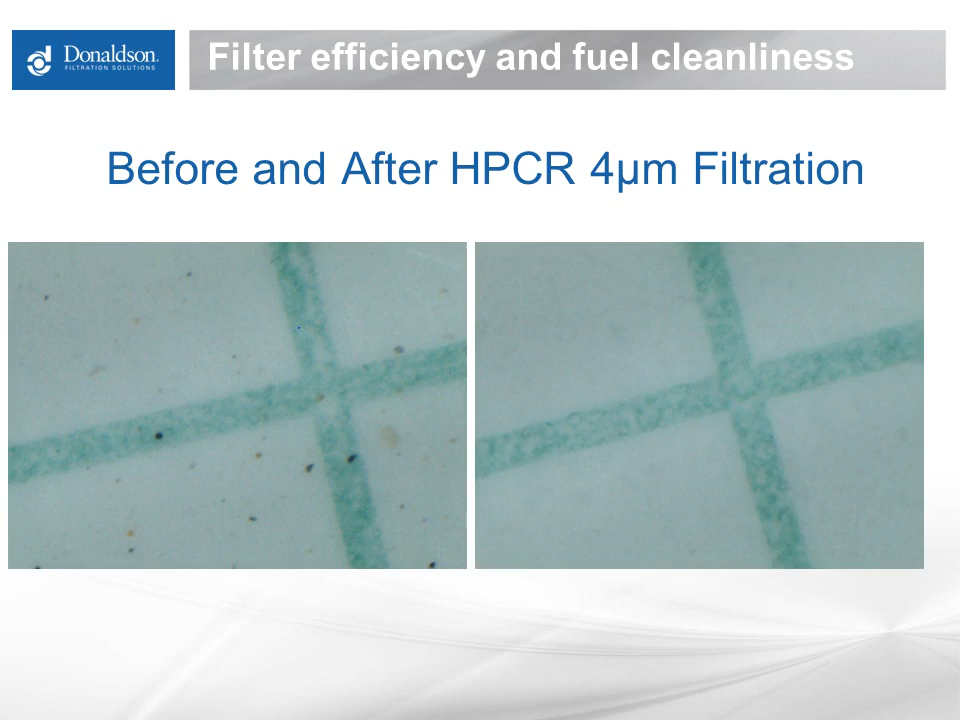 Donaldson.
FILTRATION SOLUTIONS
Filter efficiency and fuel cleanliness
Before and After HPCR 4µm Filtration